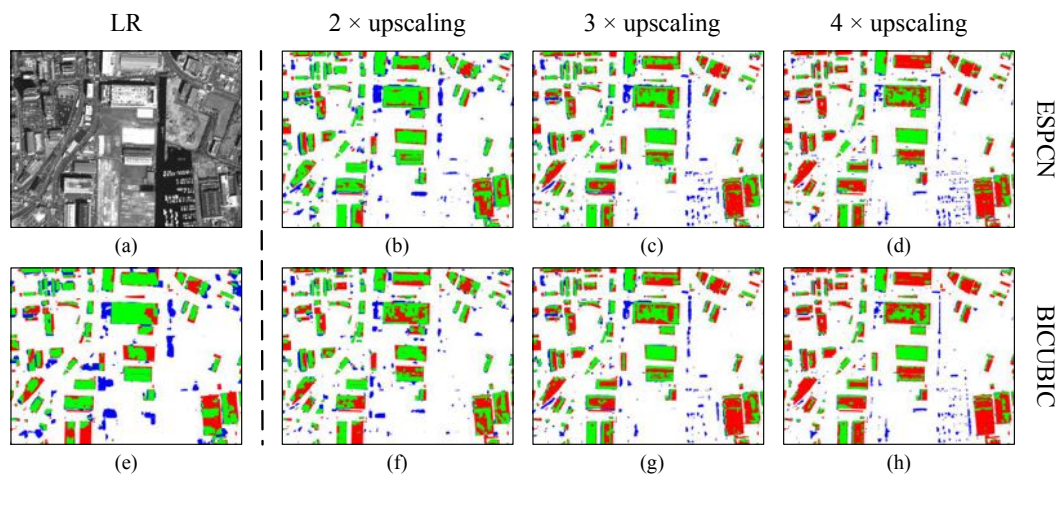 LR
2 × upscaling
3 × upscaling
4 × upscaling
ESPCN
(a)
(b)
(c)
(d)
BICUBIC
(e)
(f)
(g)
(h)